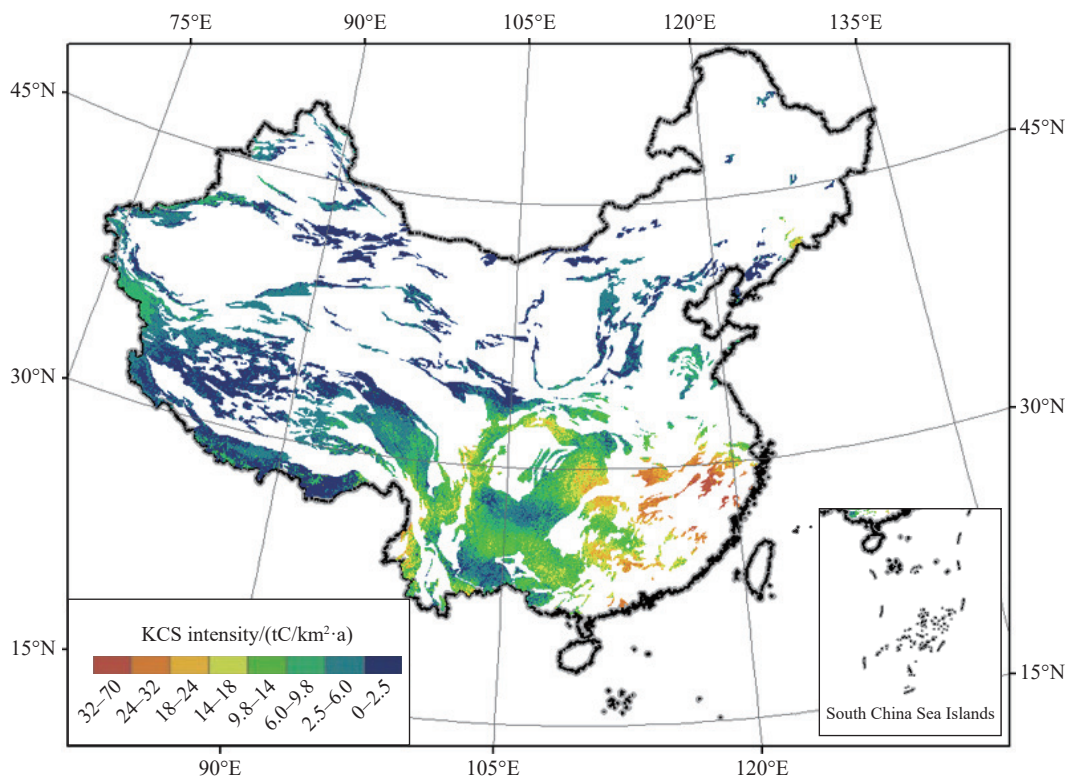 75°E 90°E 105°E 120°E 135°E
45°N
45°N
30°N
30°N
15°N
15°N
KCS intensity/(tC/km²·a)
32–70 24–32 18–24 14–18 9.8–14 6.0–9.8 2.5–6.0 0–2.5
South China Sea Islands
90°E 105°E 120°E